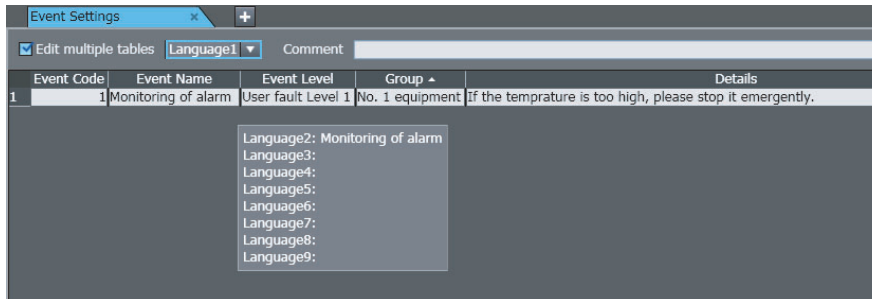 Event Settings × +
Edit multiple tables Language1 ▼ Comment
Event Code Event Name Event Level Group ▲ Details
1 1 Monitoring of alarm User fault Level 1 No. 1 equipment If the temprature is too high, please stop it emergently.
Language2: Monitoring of alarm
Language3:
Language4:
Language5:
Language6:
Language7:
Language8:
Language9: